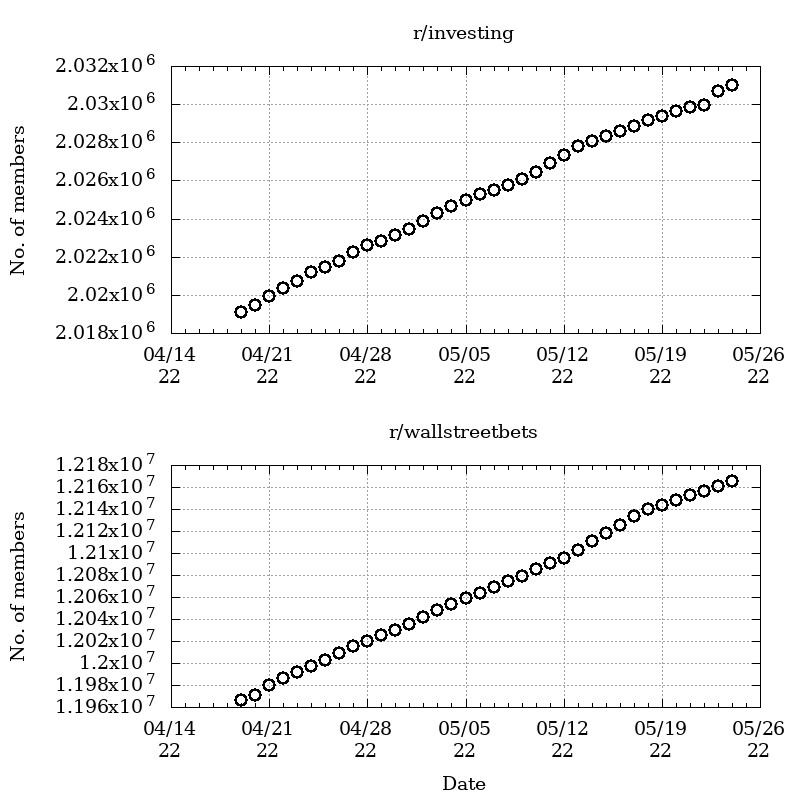 r/investing
2.032x10^6
2.03x10^6
2.028x10^6
2.026x10^6
2.024x10^6
2.022x10^6
2.02x10^6
2.018x10^6
No. of members
04/14 04/21 04/28 05/05 05/12 05/19 05/26
22 22 22 22 22 22 22
r/wallstreetbets
1.218x10^7
1.216x10^7
1.214x10^7
1.212x10^7
1.21x10^7
1.208x10^7
1.206x10^7
1.204x10^7
1.202x10^7
1.2x10^7
1.198x10^7
1.196x10^7
No. of members
04/14 04/21 04/28 05/05 05/12 05/19 05/26
22 22 22 22 22 22 22
Date